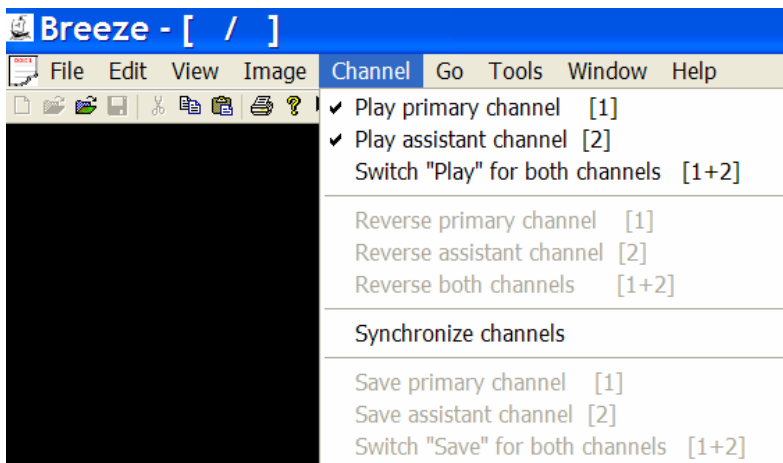 Breeze - [ / ]
File Edit View Image Channel Go Tools Window Help
Play primary channel [1]
Play assistant channel [2]
Switch "Play" for both channels [1+2]
Reverse primary channel [1]
Reverse assistant channel [2]
Reverse both channels [1+2]
Synchronize channels
Save primary channel [1]
Save assistant channel [2]
Switch "Save" for both channels [1+2]